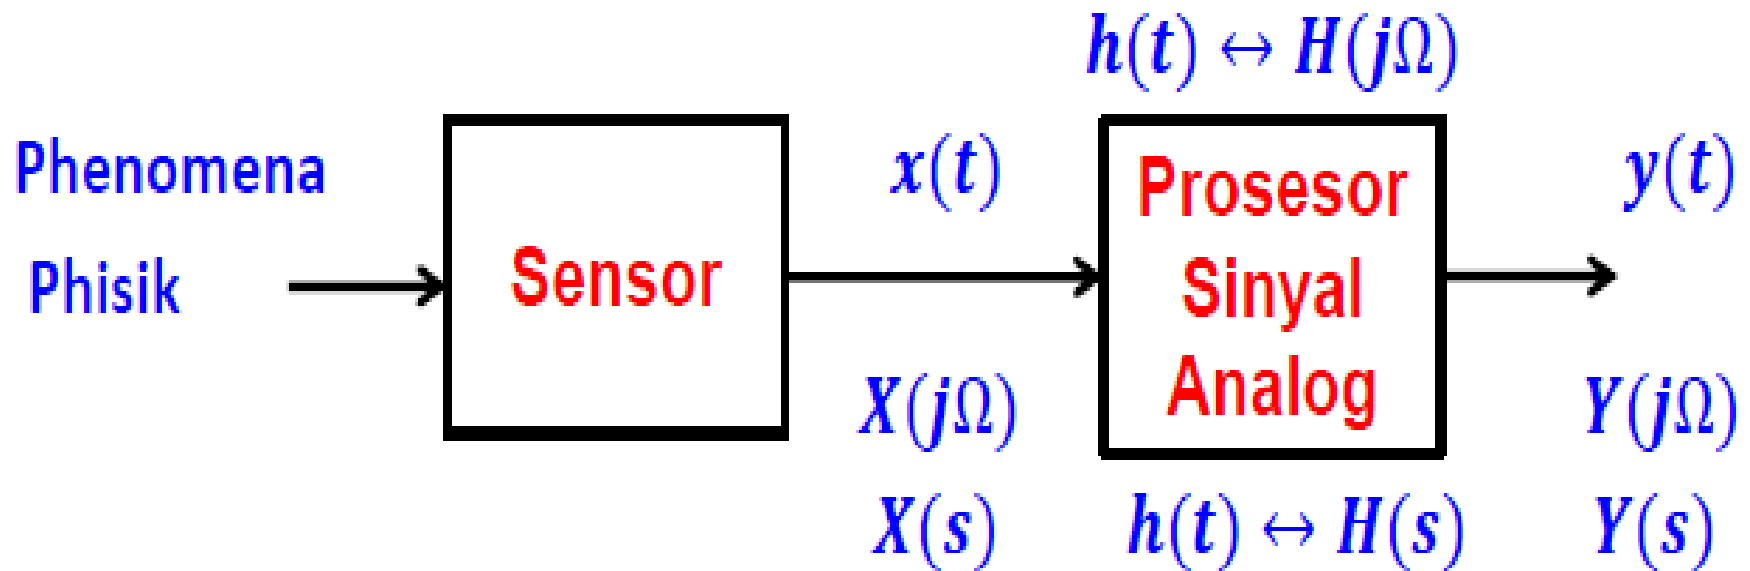 h(t) ↔ H(jΩ)
Phenomena
Phisik
Sensor
x(t)
X(jΩ)
X(s)
Prosesor
Sinyal
Analog
h(t) ↔ H(s)
y(t)
Y(jΩ)
Y(s)